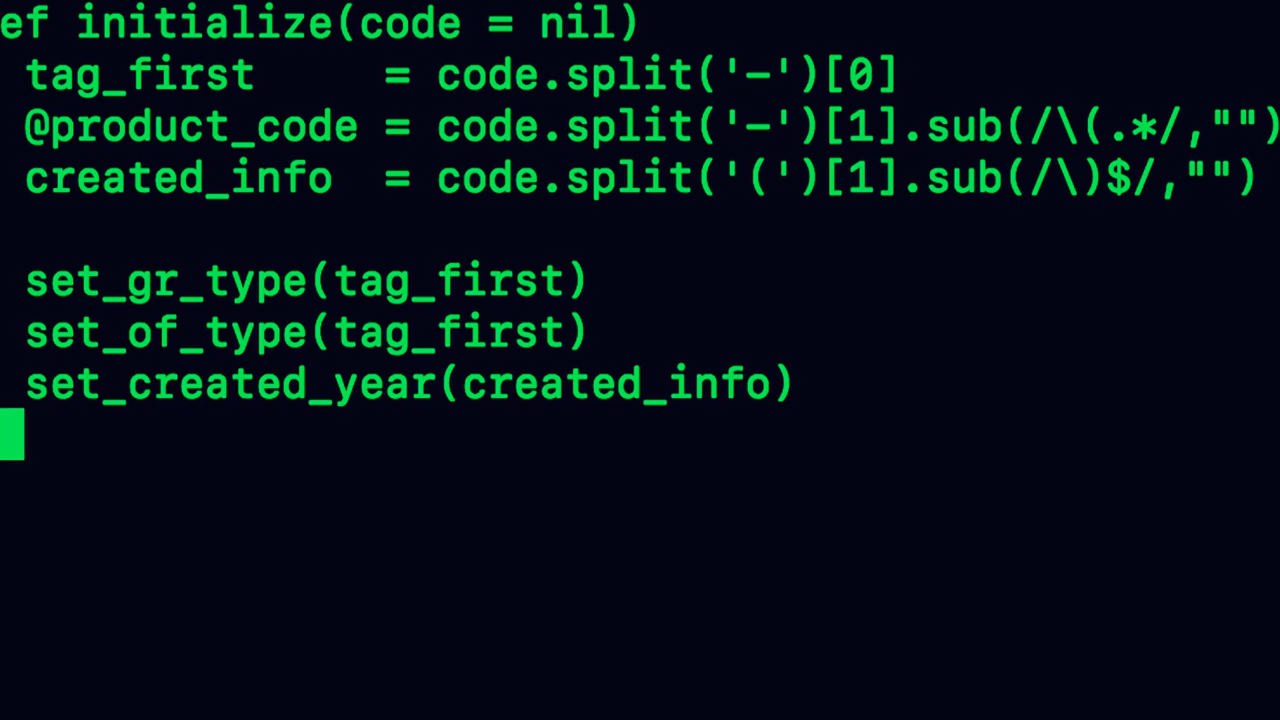 ef initialize(code = nil)
tag_first     = code.split('-')[0]
@product_code = code.split('-')[1].sub(/\(.*/,"")
created_info  = code.split('(')[1].sub(/\)$/,"")
set_gr_type(tag_first)
set_of_type(tag_first)
set_created_year(created_info)